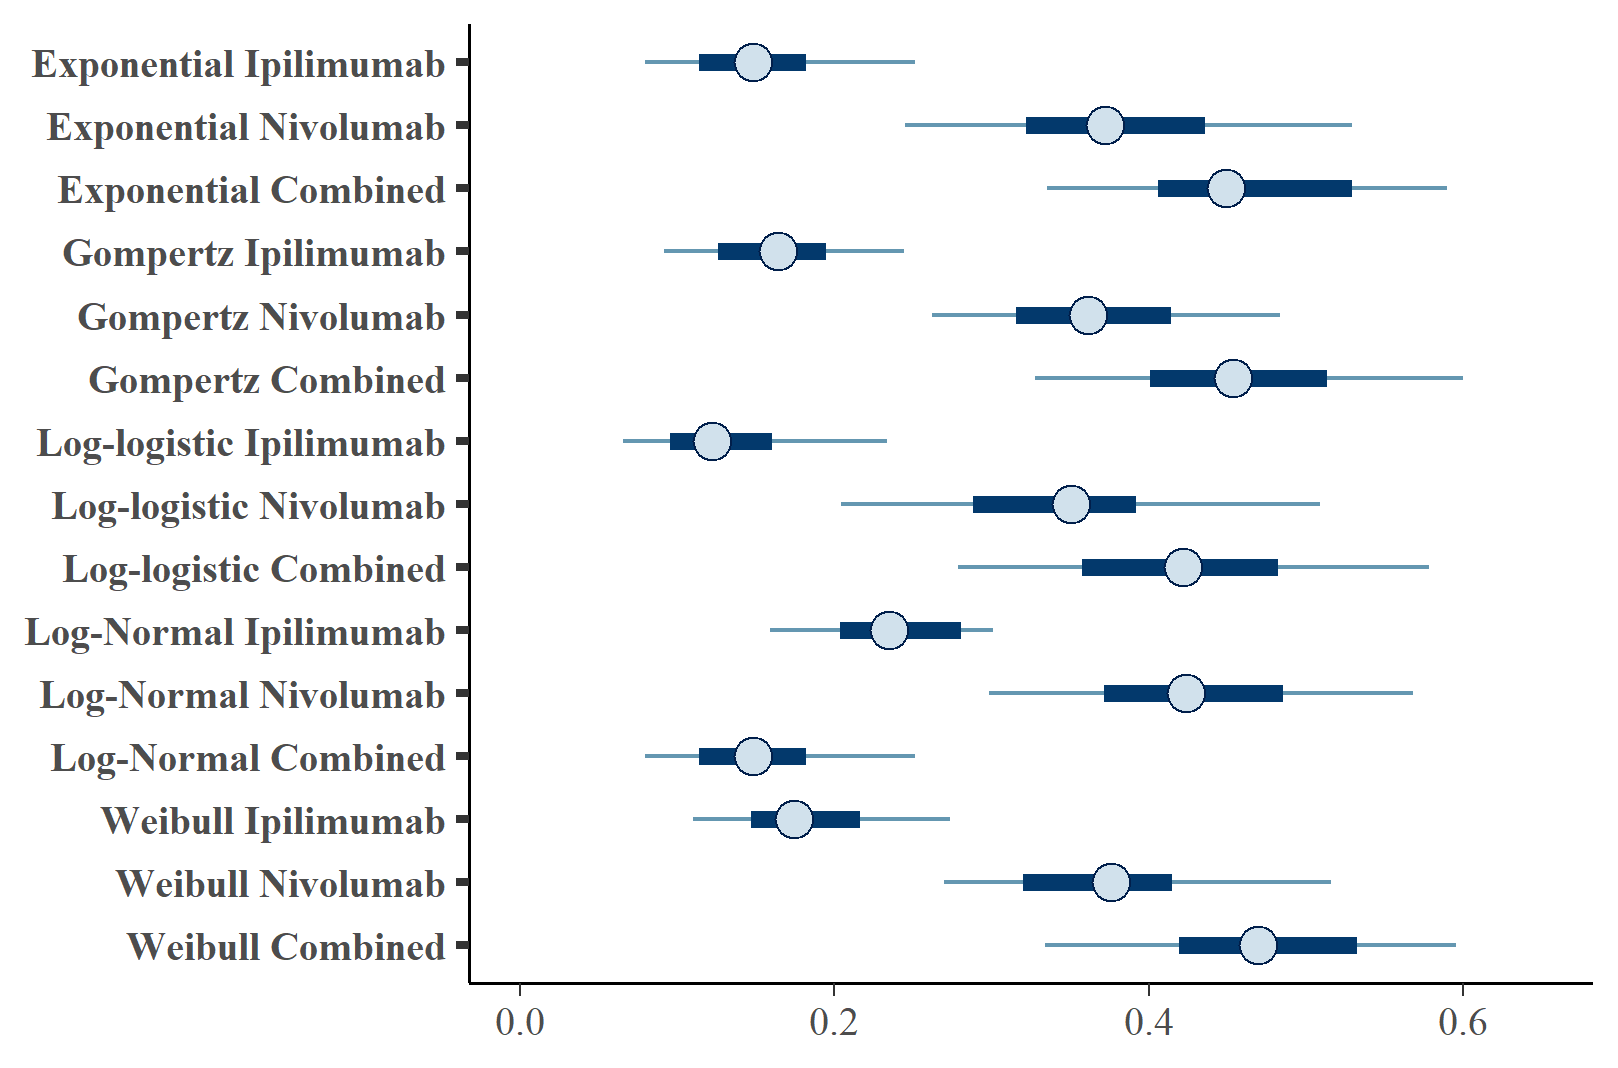 Exponential Ipilimumab
Exponential Nivolumab
Exponential Combined
Gompertz Ipilimumab
Gompertz Nivolumab
Gompertz Combined
Log-logistic Ipilimumab
Log-logistic Nivolumab
Log-logistic Combined
Log-Normal Ipilimumab
Log-Normal Nivolumab
Log-Normal Combined
Weibull Ipilimumab
Weibull Nivolumab
Weibull Combined
0.0 0.2 0.4 0.6